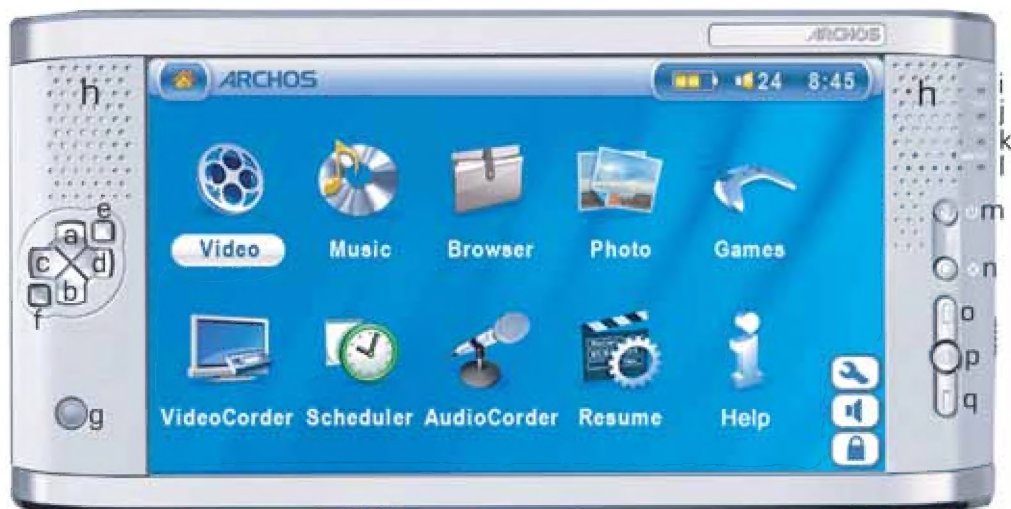 ARCHOS
h
ARCHOS
24 8:45
h
i
j
k
l
Video Music Browser Photo Games
e
a
c d
b
f
m
n
o
VideoCorder Scheduler AudioCorder Resume Help
p
q
g